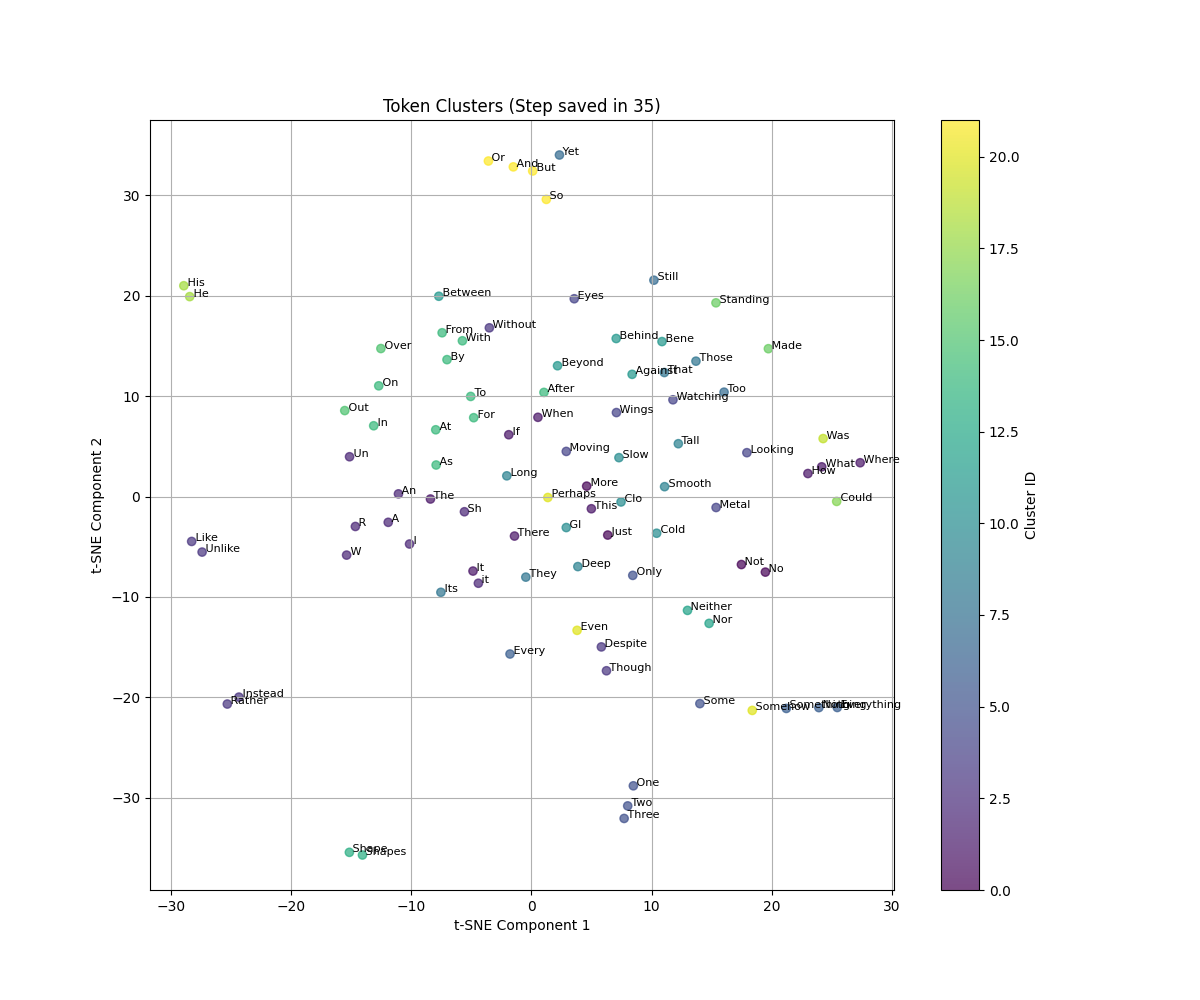 Token Clusters (Step saved in 35)
Yet
Or
And
But
So
His
He
Still
Between
Eyes
Standing
From
Without
With
Over
Behind
Bene
Made
By
Beyond
Against
That
Those
On
To
After
Too
Watching
Out
For
When
Wings
In
At
If
Was
Un
Moving
Slow
Tall
Looking
What
Where
How
As
Long
Smooth
An
The
Perhaps
More
Clo
Could
Sh
This
Metal
R
A
There
Gl
Just
Cold
Like
Unlike
W
I
It
it
They
Deep
Only
Not
No
Its
Neither
Nor
Even
Every
Despite
Though
Instead
Rather
Some
Somehow
Something
Nothing
Everything
One
Two
Three
Shape
Shapes
30
20
10
0
−10
−20
−30
−30
−20
−10
0
10
20
30
t-SNE Component 1
t-SNE Component 2
20.0
17.5
15.0
12.5
10.0
7.5
5.0
2.5
0.0
Cluster ID